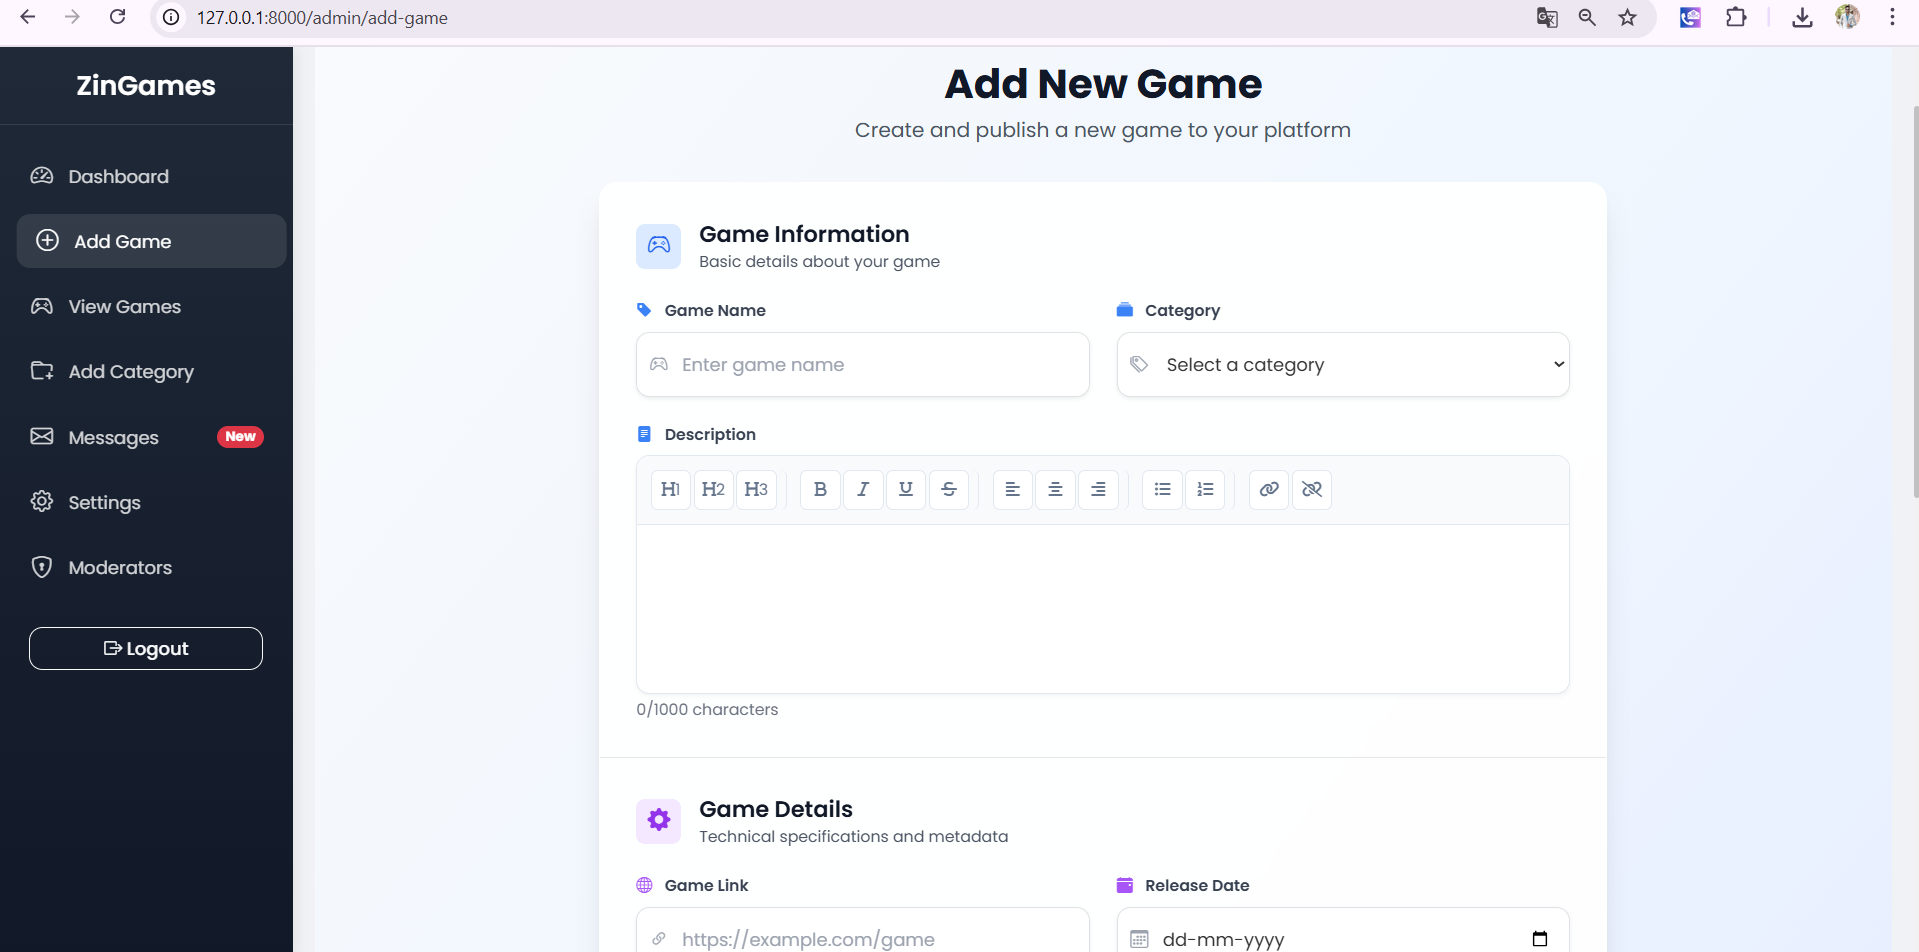 127.0.0.1:8000/admin/add-game
ZinGames
Dashboard
Add Game
View Games
Add Category
Messages New
Settings
Moderators
Logout
Add New Game
Create and publish a new game to your platform
Game Information
Basic details about your game
Game Name
Enter game name
Category
Select a category
Description
H1 H2 H3 B I U S
0/1000 characters
Game Details
Technical specifications and metadata
Game Link
https://example.com/game
Release Date
dd-mm-yyyy